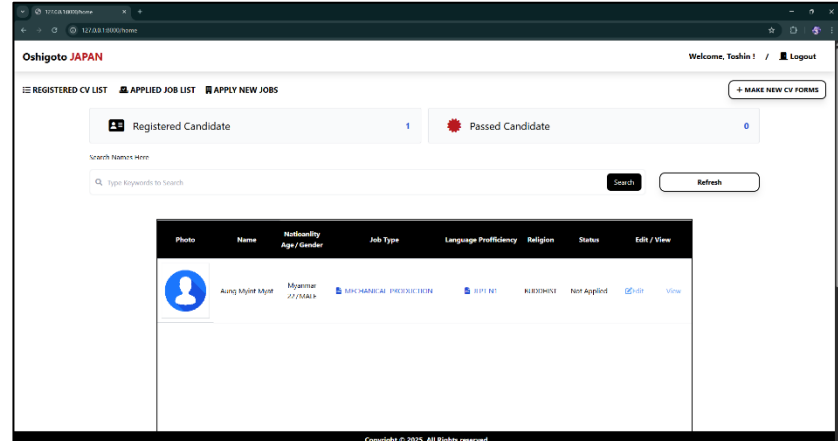 127.0.0.1:8000/home
127.0.0.1:8000/home
Oshigoto JAPAN
Welcome, Toshin ! / Logout
REGISTERED CV LIST APPLIED JOB LIST APPLY NEW JOBS
+ MAKE NEW CV FORMS
Registered Candidate 1
Passed Candidate 0
Search Names Here
Type Keywords to Search
Search
Refresh
Photo Name Nationality Age / Gender Job Type Language Profficiency Religion Status Edit / View
Aung Myint Myat Myanmar 27/MALE MECHANICAL PRODUCTION JLPT N1 BUDDHIST Not Applied Edit View
Copyright © 2025, All Rights reserved